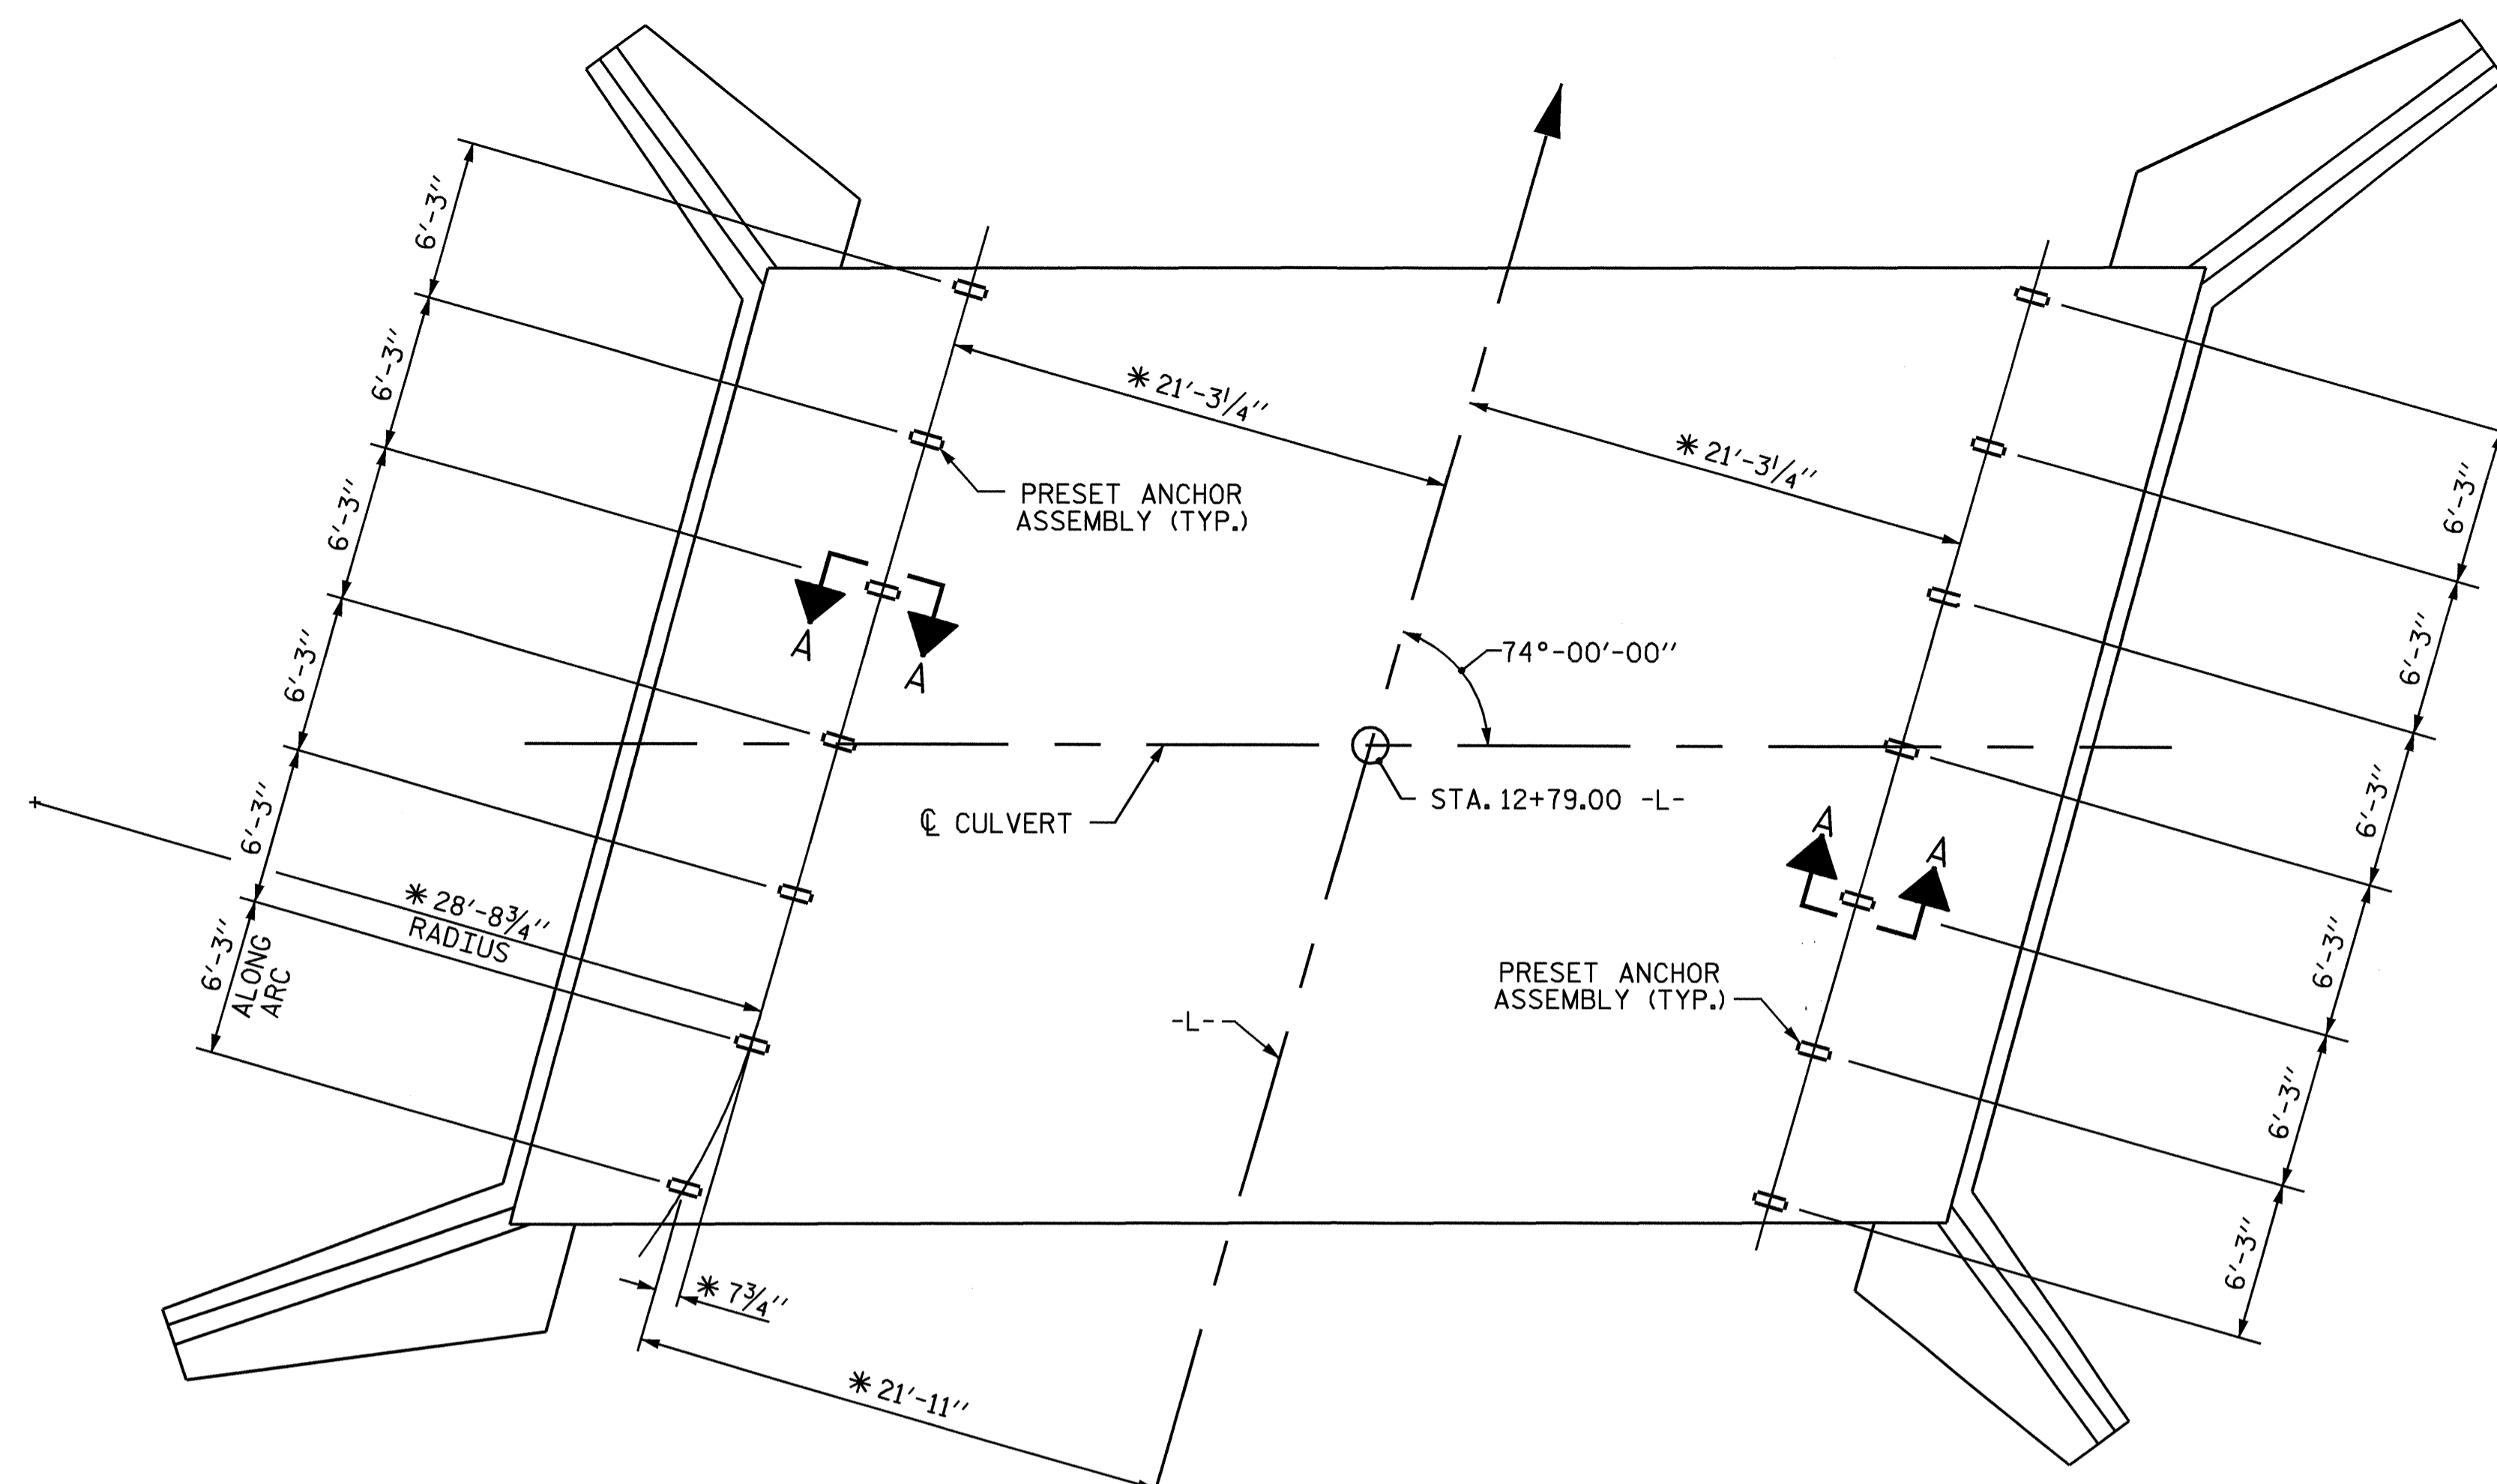 6'-3"
6'-3"
6'-3"
6'-3"
6'-3"
6'-3"
ALONG
ARC
* 28'-8¾"
RADIUS
* 21'-3¼"
* 21'-3¼"
PRESET ANCHOR
ASSEMBLY (TYP.)
A
A
74°-00'-00"
STA. 12+79.00 -L-
℄ CULVERT
A
A
PRESET ANCHOR
ASSEMBLY (TYP.)
-L-
* 7¾"
* 21'-11"
6'-3"
6'-3"
6'-3"
6'-3"
6'-3"
6'-3"